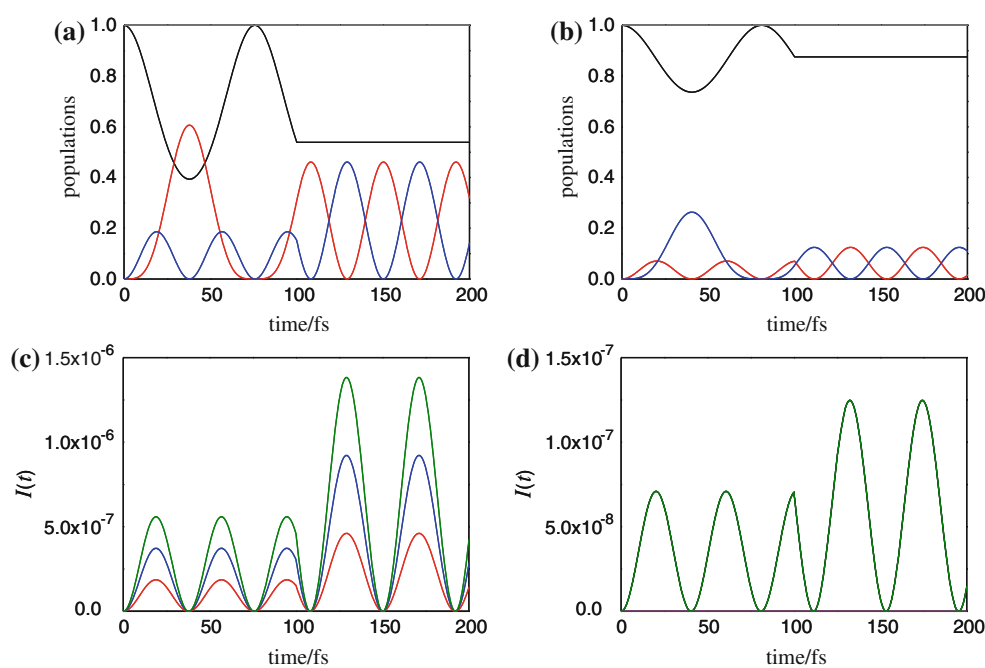 (a)
1.0
0.8
0.6
0.4
0.2
0.0
populations
0
50
100
150
200
time/fs
(b)
1.0
0.8
0.6
0.4
0.2
0.0
populations
0
50
100
150
200
time/fs
(c)
1.5x10-6
1.0x10-6
5.0x10-7
0.0
I(t)
0
50
100
150
200
time/fs
(d)
1.5x10-7
1.0x10-7
5.0x10-8
0.0
I(t)
0
50
100
150
200
time/fs